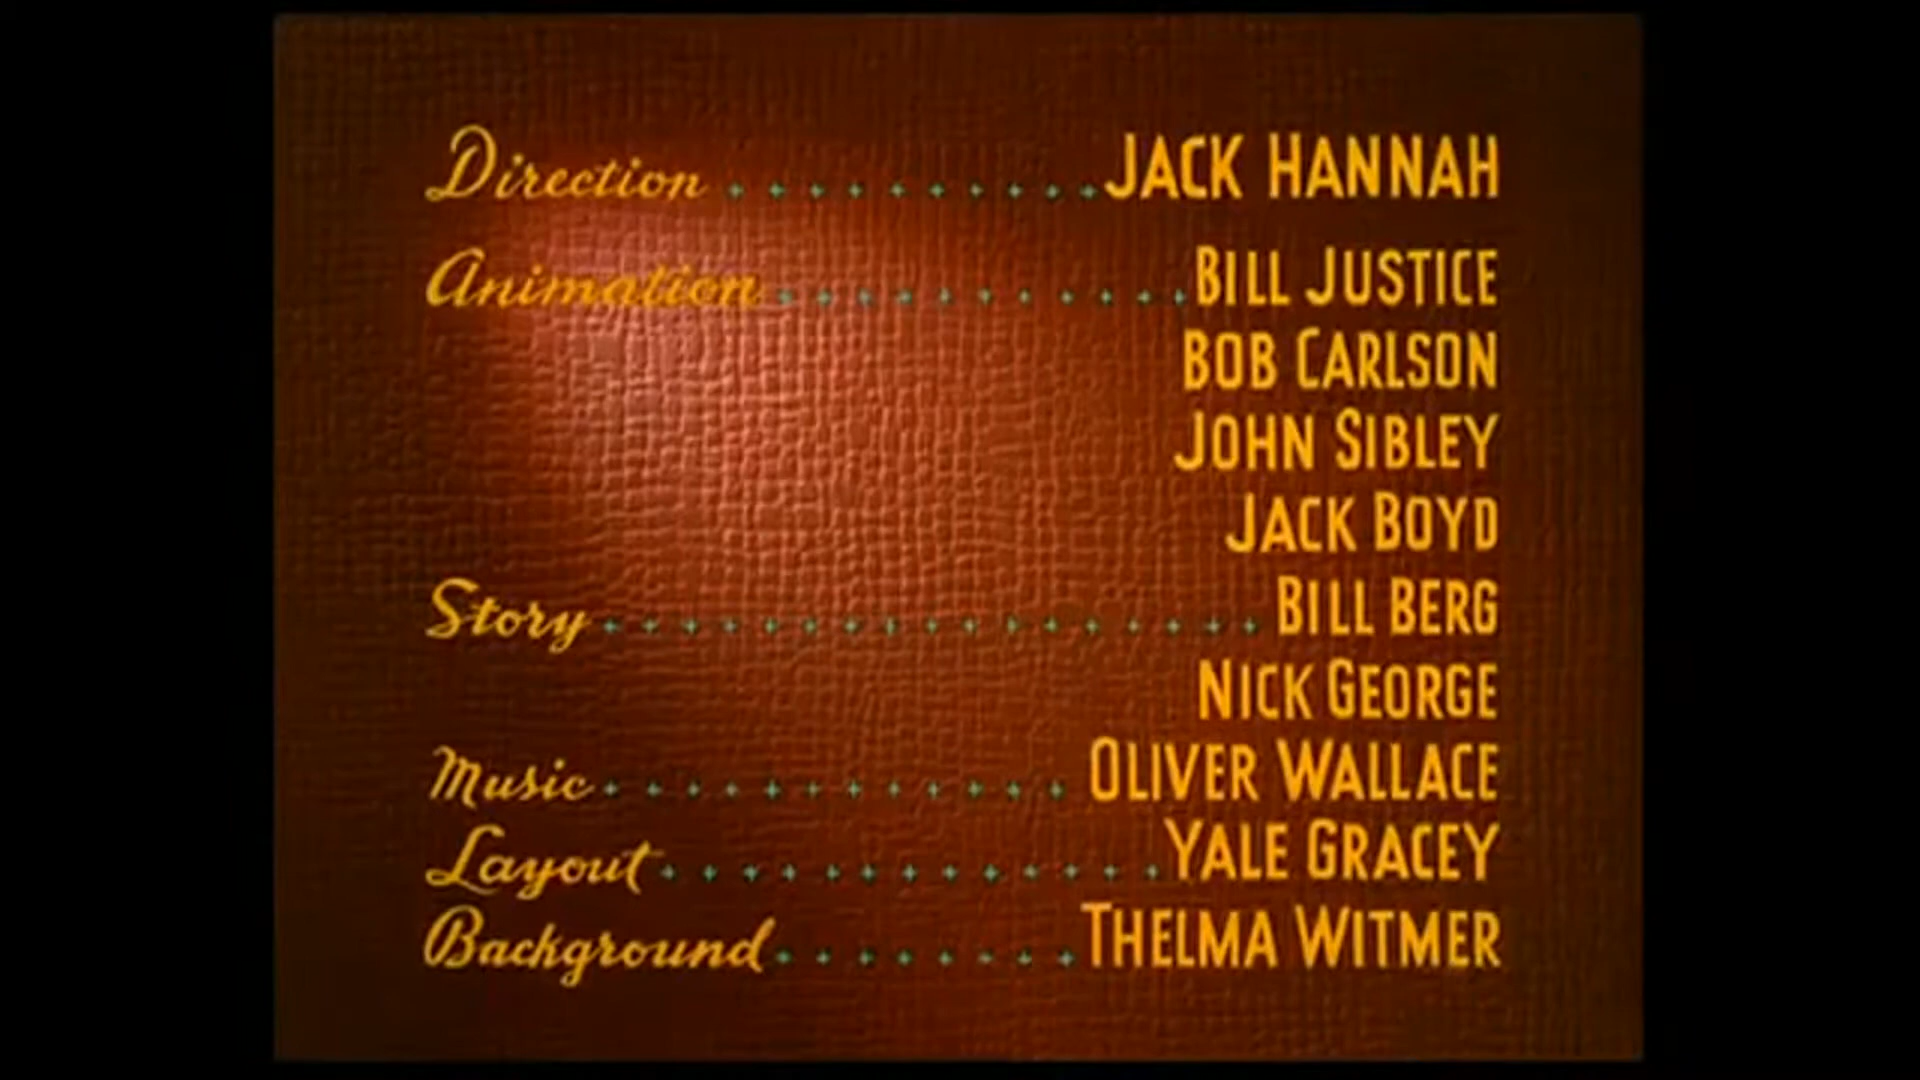 Direction . . . . . . . . . . JACK HANNAH
Animation . . . . . . . . . . . BILL JUSTICE
BOB CARLSON
JOHN SIBLEY
JACK BOYD
Story . . . . . . . . . . . . . . . . . BILL BERG
NICK GEORGE
Music . . . . . . . . . . . . OLIVER WALLACE
Layout . . . . . . . . . . . . . YALE GRACEY
Background . . . . . . . . THELMA WITMER